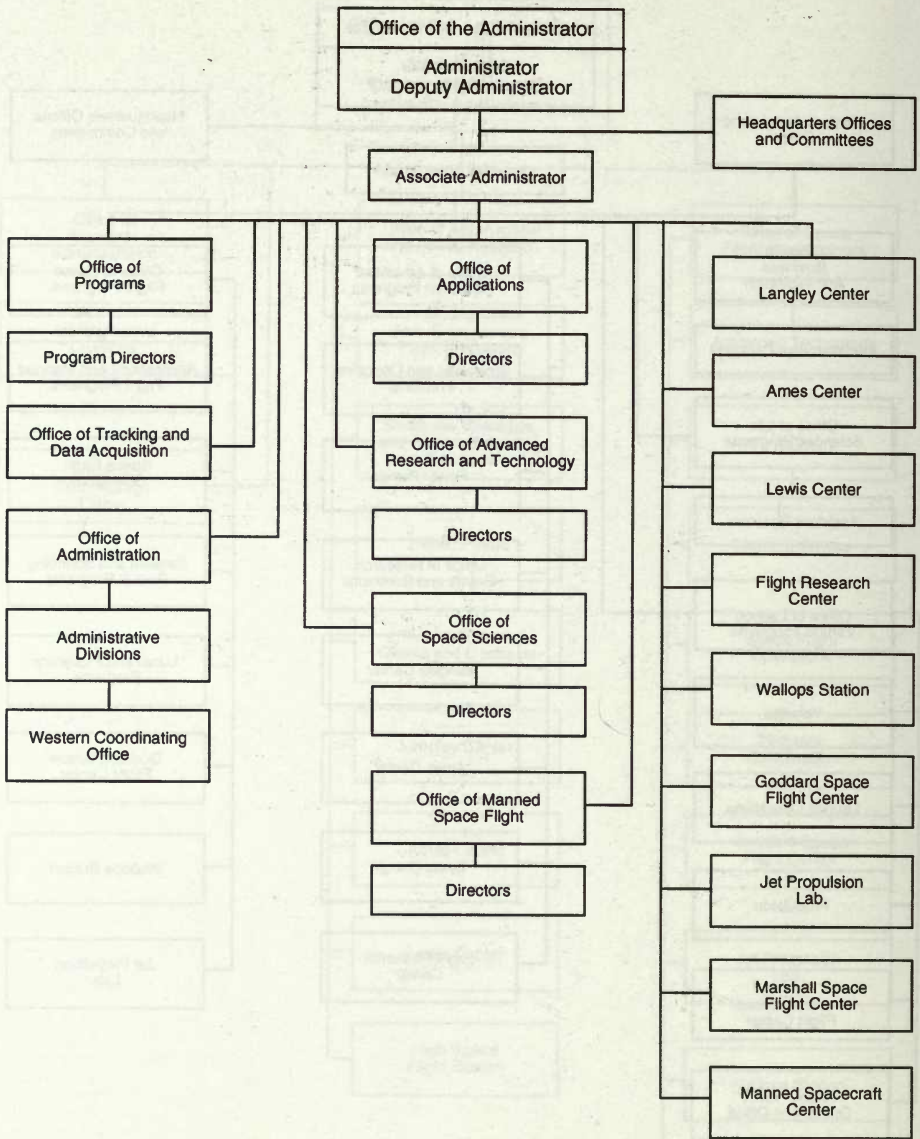 Office of the Administrator
Administrator
Deputy Administrator
Headquarters Offices
and Committees
Associate Administrator
Office of
Programs
Program Directors
Office of Tracking and
Data Acquisition
Office of
Administration
Administrative
Divisions
Western Coordinating
Office
Office of
Applications
Directors
Office of Advanced
Research and Technology
Directors
Office of
Space Sciences
Directors
Office of Manned
Space Flight
Directors
Langley Center
Ames Center
Lewis Center
Flight Research
Center
Wallops Station
Goddard Space
Flight Center
Jet Propulsion
Lab.
Marshall Space
Flight Center
Manned Spacecraft
Center